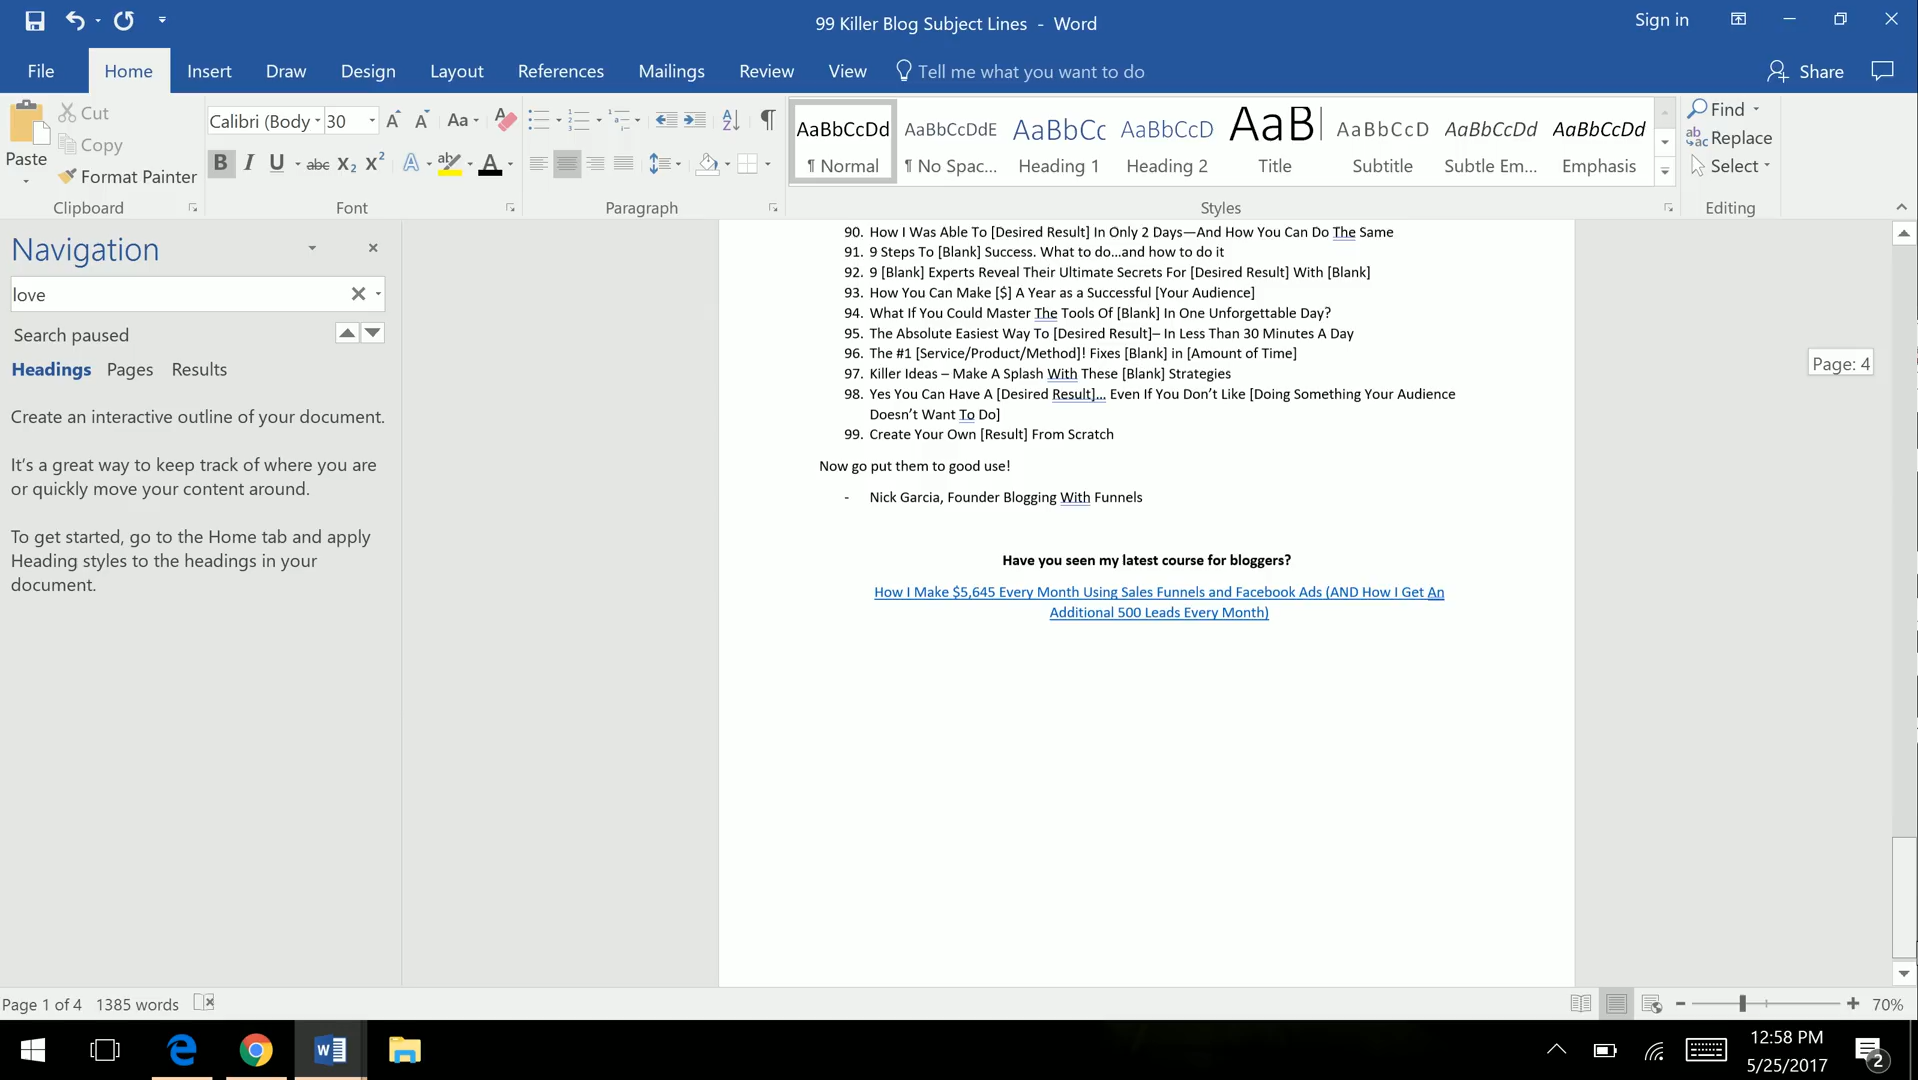 99 Killer Blog Subject Lines - Word
Sign in
File Home Insert Draw Design Layout References Mailings Review View Tell me what you want to do Share
Paste
Cut
Copy
Format Painter
Clipboard
Calibri (Body 30
Font
Paragraph
AaBbCcDd AaBbCcDdE AaBbCc AaBbCcD AaB AaBbCcD AaBbCcDd AaBbCcDd
¶ Normal ¶ No Spac... Heading 1 Heading 2 Title Subtitle Subtle Em... Emphasis
Styles
Find
Replace
Select
Editing
Navigation
love
Search paused
Headings Pages Results
Create an interactive outline of your document.
It's a great way to keep track of where you are
or quickly move your content around.
To get started, go to the Home tab and apply
Heading styles to the headings in your
document.
90. How I Was Able To [Desired Result] In Only 2 Days—And How You Can Do The Same
91. 9 Steps To [Blank] Success. What to do...and how to do it
92. 9 [Blank] Experts Reveal Their Ultimate Secrets For [Desired Result] With [Blank]
93. How You Can Make [$] A Year as a Successful [Your Audience]
94. What If You Could Master The Tools Of [Blank] In One Unforgettable Day?
95. The Absolute Easiest Way To [Desired Result]– In Less Than 30 Minutes A Day
96. The #1 [Service/Product/Method]! Fixes [Blank] in [Amount of Time]
97. Killer Ideas – Make A Splash With These [Blank] Strategies
98. Yes You Can Have A [Desired Result]... Even If You Don't Like [Doing Something Your Audience
Doesn't Want To Do]
99. Create Your Own [Result] From Scratch
Now go put them to good use!
- Nick Garcia, Founder Blogging With Funnels
Have you seen my latest course for bloggers?
How I Make $5,645 Every Month Using Sales Funnels and Facebook Ads (AND How I Get An
Additional 500 Leads Every Month)
Page: 4
Page 1 of 4 1385 words
70%
12:58 PM
5/25/2017
2